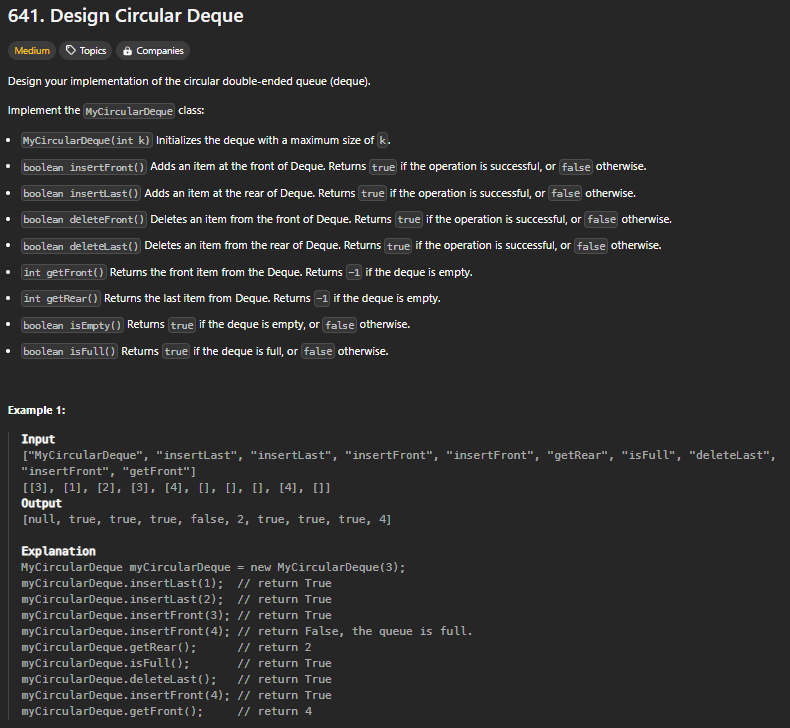 641. Design Circular Deque
Medium Topics Companies
Design your implementation of the circular double-ended queue (deque).
Implement the MyCircularDeque class:
• MyCircularDeque(int k) Initializes the deque with a maximum size of k.
• boolean insertFront() Adds an item at the front of Deque. Returns true if the operation is successful, or false otherwise.
• boolean insertLast() Adds an item at the rear of Deque. Returns true if the operation is successful, or false otherwise.
• boolean deleteFront() Deletes an item from the front of Deque. Returns true if the operation is successful, or false otherwise.
• boolean deleteLast() Deletes an item from the rear of Deque. Returns true if the operation is successful, or false otherwise.
• int getFront() Returns the front item from the Deque. Returns -1 if the deque is empty.
• int getRear() Returns the last item from Deque. Returns -1 if the deque is empty.
• boolean isEmpty() Returns true if the deque is empty, or false otherwise.
• boolean isFull() Returns true if the deque is full, or false otherwise.
Example 1:
Input
["MyCircularDeque", "insertLast", "insertLast", "insertFront", "insertFront", "getRear", "isFull", "deleteLast",
"insertFront", "getFront"]
[[3], [1], [2], [3], [4], [], [], [], [4], []]
Output
[null, true, true, true, false, 2, true, true, true, 4]
Explanation
MyCircularDeque myCircularDeque = new MyCircularDeque(3);
myCircularDeque.insertLast(1);  // return True
myCircularDeque.insertLast(2);  // return True
myCircularDeque.insertFront(3); // return True
myCircularDeque.insertFront(4); // return False, the queue is full.
myCircularDeque.getRear();      // return 2
myCircularDeque.isFull();       // return True
myCircularDeque.deleteLast();   // return True
myCircularDeque.insertFront(4); // return True
myCircularDeque.getFront();     // return 4